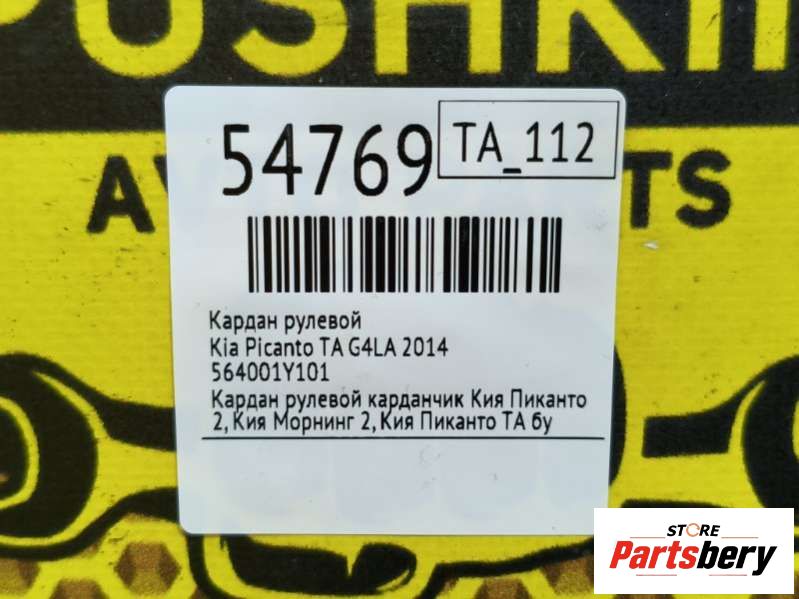 54769
TA_112
Кардан рулевой
Kia Picanto TA G4LA 2014
564001Y101
Кардан рулевой карданчик Кия Пиканто
2, Кия Морнинг 2, Кия Пиканто ТА бу
STORE
Partsbery